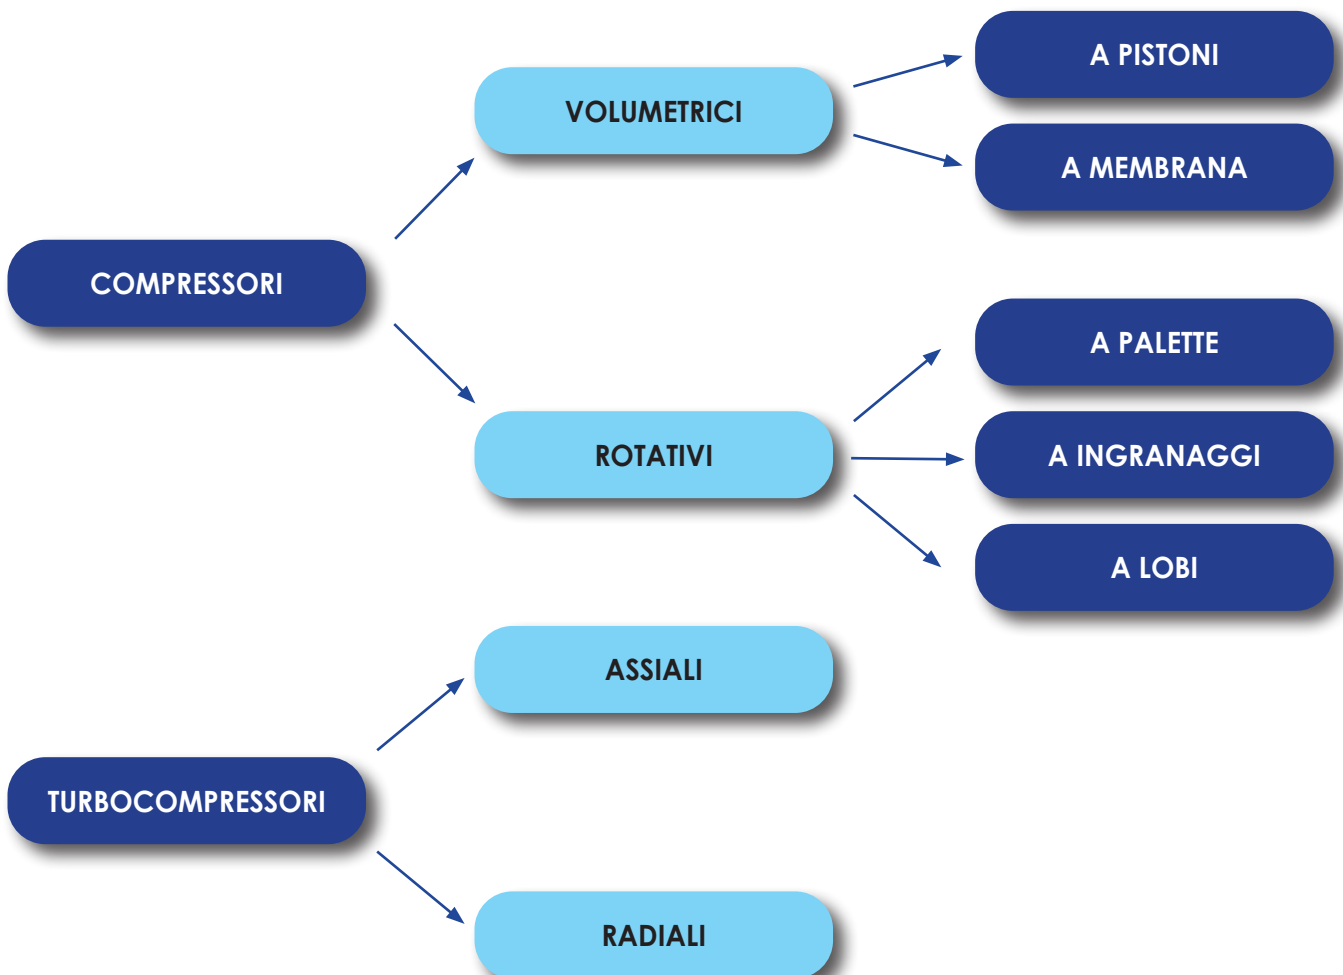 A PISTONI
VOLUMETRICI
A MEMBRANA
COMPRESSORI
A PALETTE
ROTATIVI
A INGRANAGGI
A LOBI
ASSIALI
TURBOCOMPRESSORI
RADIALI